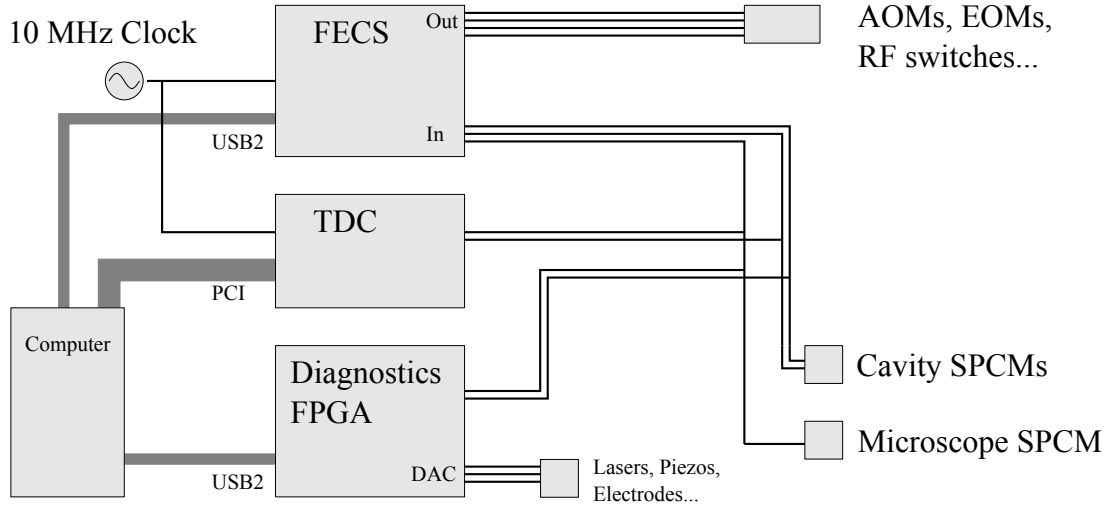 10 MHz Clock
FECS
Out
In
AOMs, EOMs,
RF switches...
USB2
TDC
PCI
Computer
Diagnostics
FPGA
DAC
USB2
Cavity SPCMs
Microscope SPCM
Lasers, Piezos,
Electrodes...